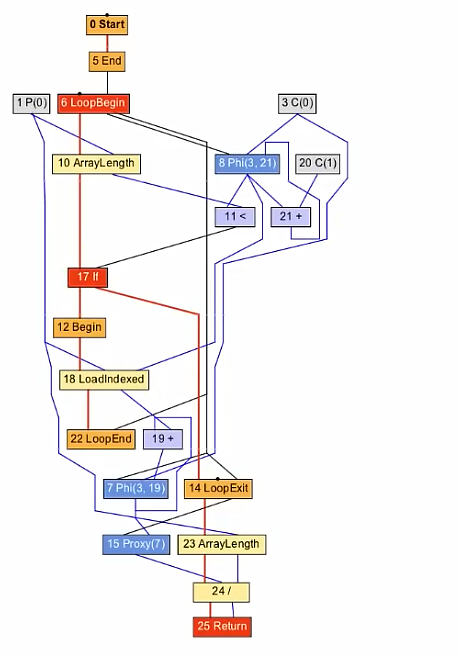 0 Start
5 End
1 P(0)
6 LoopBegin
3 C(0)
10 ArrayLength
8 Phi(3, 21)
20 C(1)
11 <
21 +
17 If
12 Begin
18 LoadIndexed
22 LoopEnd
19 +
7 Phi(3, 19)
14 LoopExit
15 Proxy(7)
23 ArrayLength
24 /
25 Return